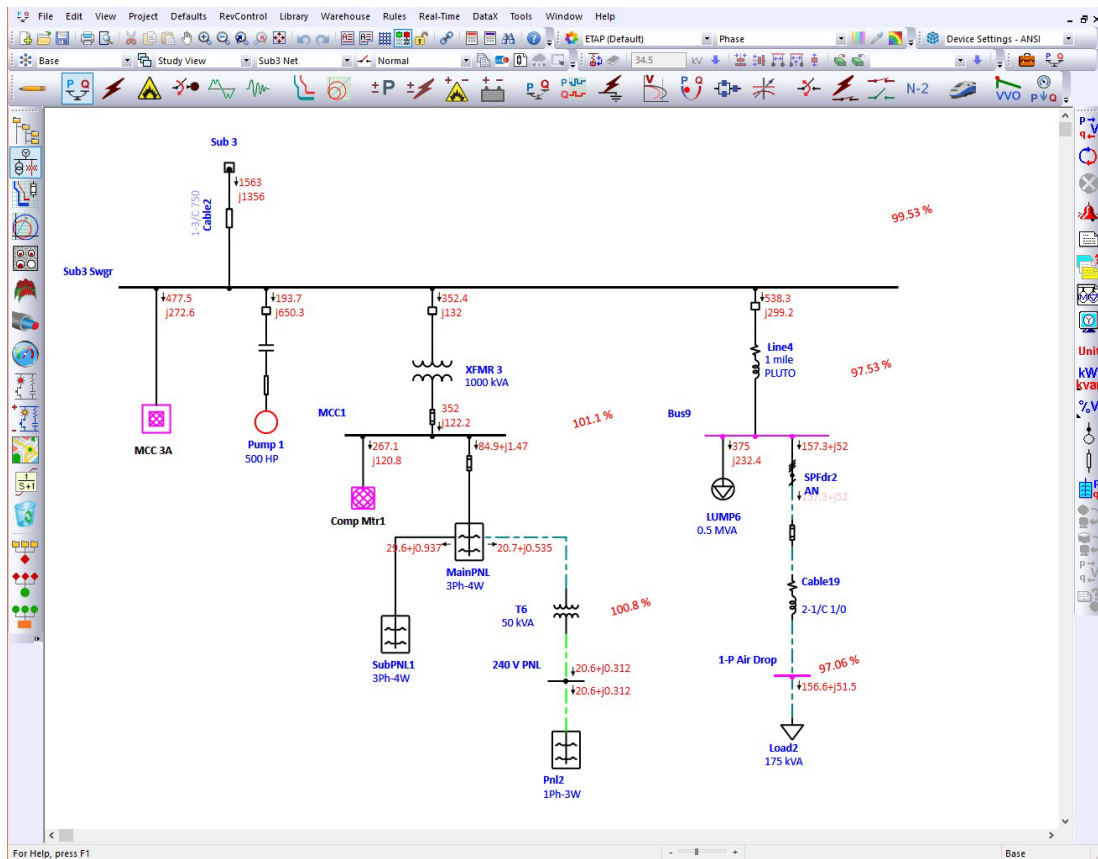 File Edit View Project Defaults RevControl Library Warehouse Rules Real-Time DataX Tools Window Help
ETAP (Default) Phase Device Settings - ANSI
Base Study View Sub3 Net Normal 34.5 kV
P Q N-2 VVO
Sub 3
1563
j1356
1-3/C 750
Cable2
99.53 %
Sub3 Swgr
477.5
j272.6
193.7
j650.3
352.4
j132
538.3
j299.2
Line4
1 mile
PLUTO
97.53 %
XFMR 3
1000 kVA
352
j122.2
101.1 %
MCC1
Bus9
MCC 3A
Pump 1
500 HP
267.1
j120.8
84.9+j1.47
375
j232.4
157.3+j52
SPFdr2
AN
157.3+j52
Comp Mtr1
LUMP6
0.5 MVA
29.6+j0.937
20.7+j0.535
MainPNL
3Ph-4W
Cable19
2-1/C 1/0
T6
50 kVA
100.8 %
SubPNL1
3Ph-4W
240 V PNL
20.6+j0.312
20.6+j0.312
1-P Air Drop
97.06 %
156.6+j51.5
Load2
175 kVA
Pnl2
1Ph-3W
Unit
kW
kvar
%V
For Help, press F1
Base